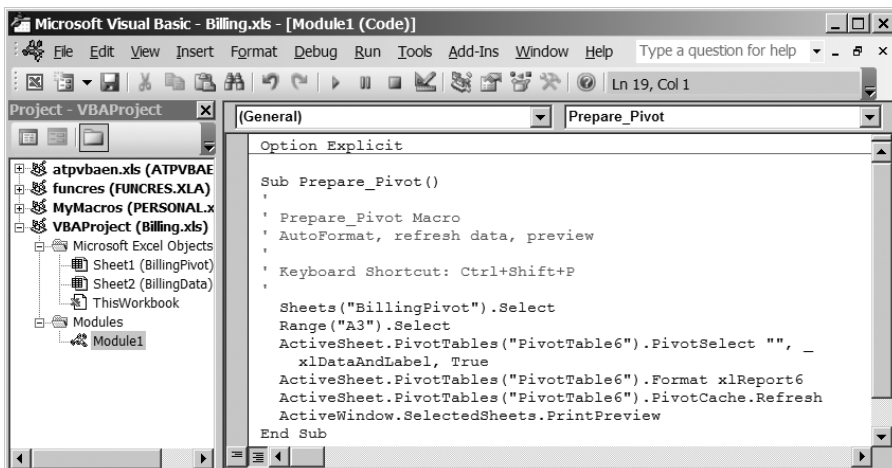 Microsoft Visual Basic - Billing.xls - [Module1 (Code)]
File Edit View Insert Format Debug Run Tools Add-Ins Window Help Type a question for help
Ln 19, Col 1
Project - VBAProject
(General) Prepare_Pivot
atpvbaen.xls (ATPVBAE
funcres (FUNCRES.XLA)
MyMacros (PERSONAL.x
VBAProject (Billing.xls)
Microsoft Excel Objects
Sheet1 (BillingPivot)
Sheet2 (BillingData)
ThisWorkbook
Modules
Module1
Option Explicit
Sub Prepare_Pivot()
'
' Prepare_Pivot Macro
' AutoFormat, refresh data, preview
'
' Keyboard Shortcut: Ctrl+Shift+P
'
Sheets("BillingPivot").Select
Range("A3").Select
ActiveSheet.PivotTables("PivotTable6").PivotSelect "", _
xlDataAndLabel, True
ActiveSheet.PivotTables("PivotTable6").Format xlReport6
ActiveSheet.PivotTables("PivotTable6").PivotCache.Refresh
ActiveWindow.SelectedSheets.PrintPreview
End Sub